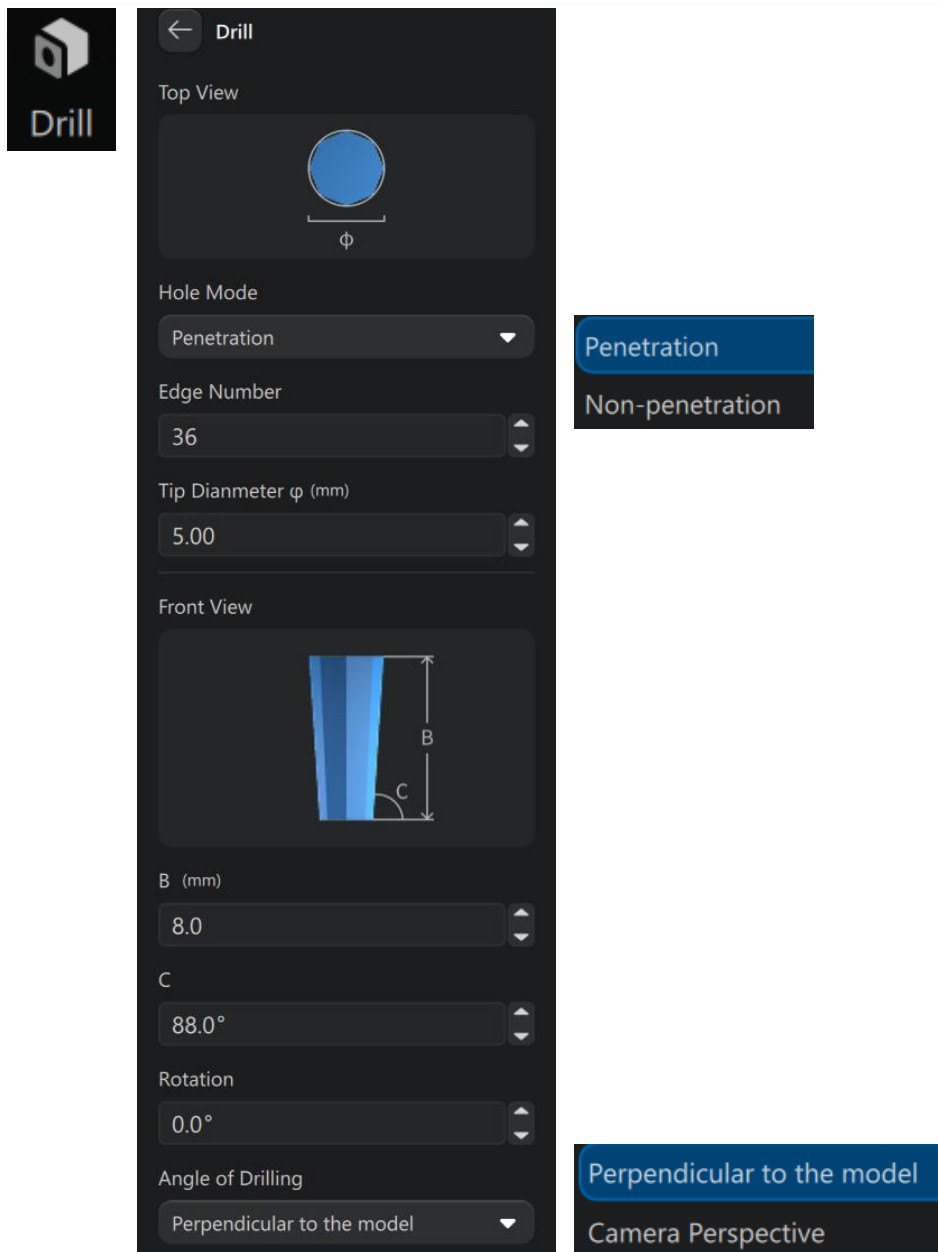 Drill
Drill
Top View
ϕ
Hole Mode
Penetration
Penetration
Non-penetration
Edge Number
36
Tip Dianmeter φ (mm)
5.00
Front View
B
C
B (mm)
8.0
C
88.0°
Rotation
0.0°
Angle of Drilling
Perpendicular to the model
Perpendicular to the model
Camera Perspective